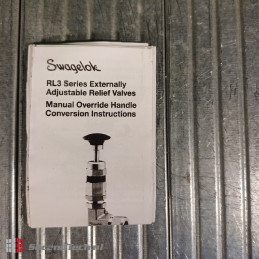 Swagelok
RL3 Series Externally
Adjustable Relief Valves
Manual Override Handle
Conversion Instructions